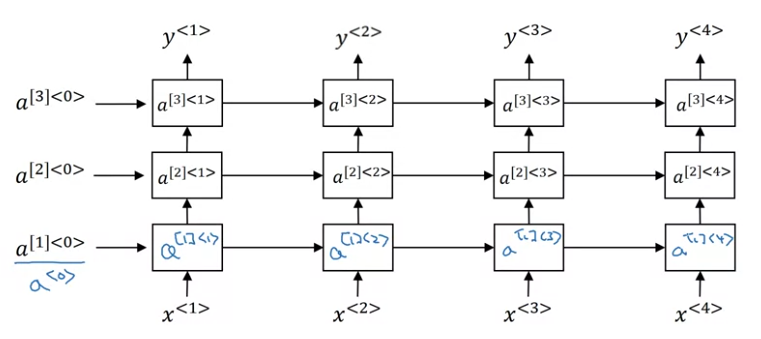 y<1> y<2> y<3> y<4>
a[3]<0> a[3]<1> a[3]<2> a[3]<3> a[3]<4>
a[2]<0> a[2]<1> a[2]<2> a[2]<3> a[2]<4>
a[1]<0> a[1]<1> a[1]<2> a[1]<3> a[1]<4>
a<0>
x<1> x<2> x<3> x<4>